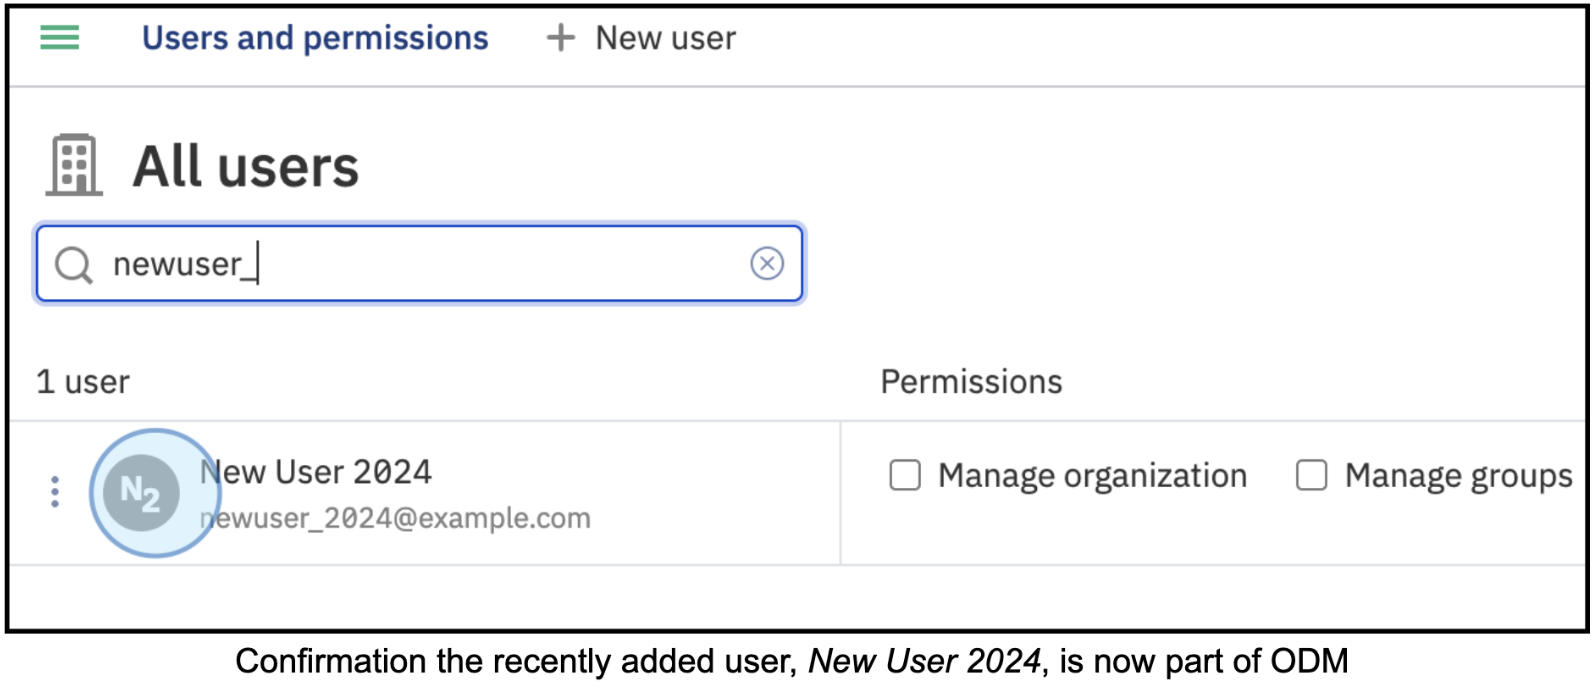 Users and permissions + New user
All users
newuser_
1 user Permissions
N2 New User 2024 Manage organization Manage groups
newuser_2024@example.com
Confirmation the recently added user, New User 2024, is now part of ODM